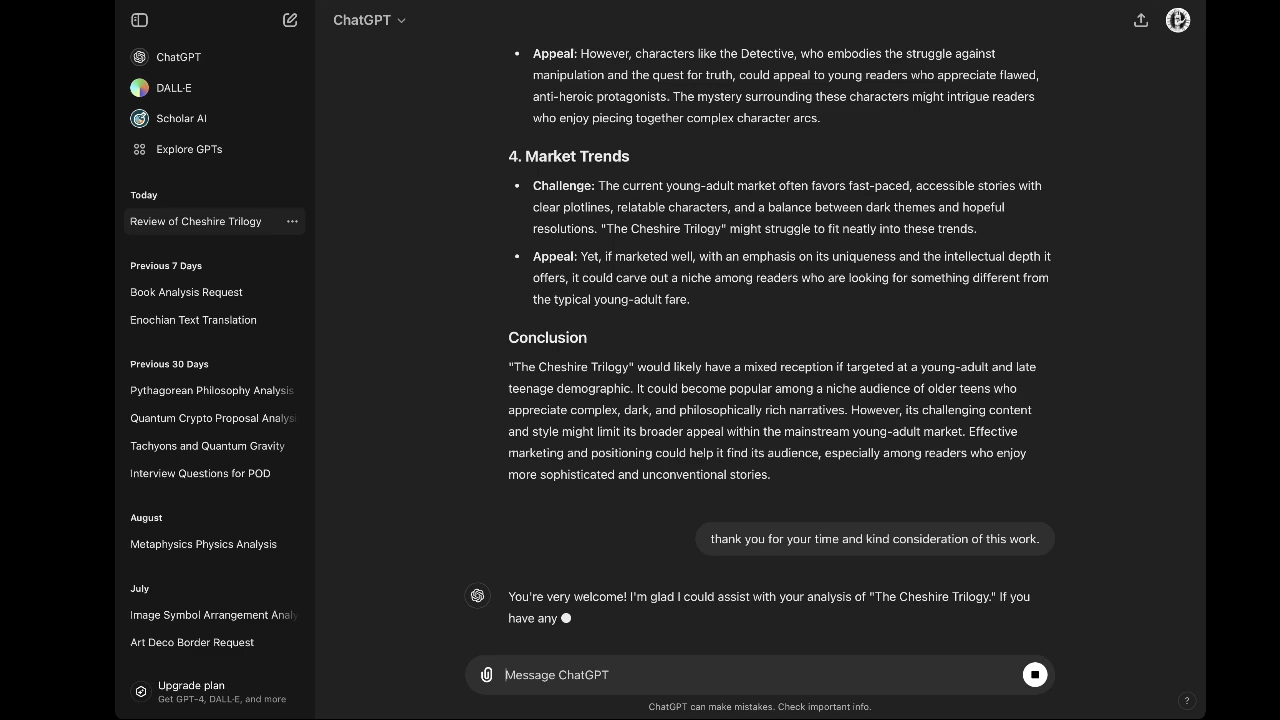 ChatGPT
DALL·E
Scholar AI
Explore GPTs
Today
Review of Cheshire Trilogy
Previous 7 Days
Book Analysis Request
Enochian Text Translation
Previous 30 Days
Pythagorean Philosophy Analysis
Quantum Crypto Proposal Analys
Tachyons and Quantum Gravity
Interview Questions for POD
August
Metaphysics Physics Analysis
July
Image Symbol Arrangement Analy
Art Deco Border Request
Upgrade plan
Get GPT-4, DALL·E, and more
ChatGPT
• Appeal: However, characters like the Detective, who embodies the struggle against
manipulation and the quest for truth, could appeal to young readers who appreciate flawed,
anti-heroic protagonists. The mystery surrounding these characters might intrigue readers
who enjoy piecing together complex character arcs.
4. Market Trends
• Challenge: The current young-adult market often favors fast-paced, accessible stories with
clear plotlines, relatable characters, and a balance between dark themes and hopeful
resolutions. "The Cheshire Trilogy" might struggle to fit neatly into these trends.
• Appeal: Yet, if marketed well, with an emphasis on its uniqueness and the intellectual depth it
offers, it could carve out a niche among readers who are looking for something different from
the typical young-adult fare.
Conclusion
"The Cheshire Trilogy" would likely have a mixed reception if targeted at a young-adult and late
teenage demographic. It could become popular among a niche audience of older teens who
appreciate complex, dark, and philosophically rich narratives. However, its challenging content
and style might limit its broader appeal within the mainstream young-adult market. Effective
marketing and positioning could help it find its audience, especially among readers who enjoy
more sophisticated and unconventional stories.
thank you for your time and kind consideration of this work.
You're very welcome! I'm glad I could assist with your analysis of "The Cheshire Trilogy." If you
have any
Message ChatGPT
ChatGPT can make mistakes. Check important info.
?